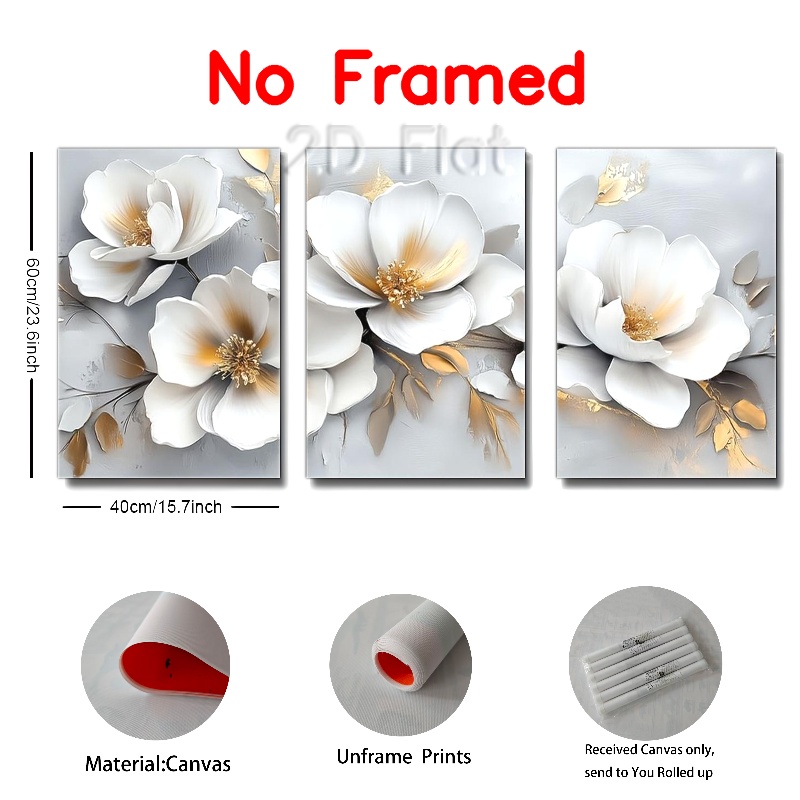 No Framed
2D Flat
60cm/23.6inch
40cm/15.7inch
Material:Canvas
Unframe Prints
Received Canvas only,
send to You Rolled up